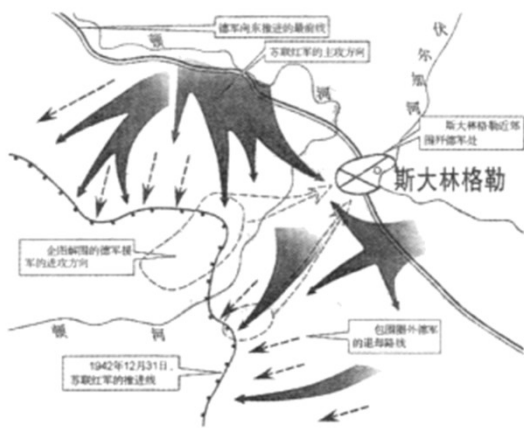 德军向东推进的最前线
苏联红军的主攻方向
顿
河
伏
尔
加
河
斯大林格勒近郊
围歼德军处
斯大林格勒
企图解围的德军援
军的进攻方向
包围圈外德军
的退却路线
顿
河
1942年12月31日，
苏联红军的推进线